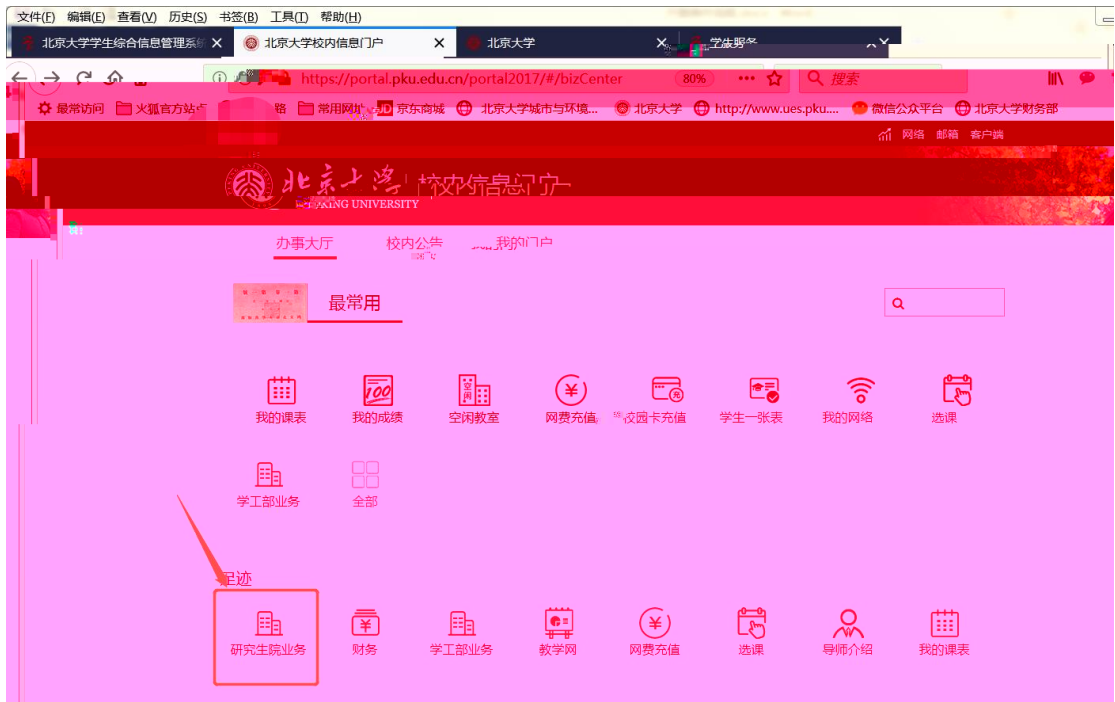 文件(F) 编辑(E) 查看(V) 历史(S) 书签(B) 工具(T) 帮助(H)
北京大学学生综合信息管理系统 × 北京大学校内信息门户 × 北京大学 × 学生服务 ×
https://portal.pku.edu.cn/portal2017/#/bizCenter 80% 搜索
最常访问 火狐官方站点 常用网址 JD 京东商城 北京大学城市与环境... 北京大学 http://www.ues.pku.... 微信公众平台 北京大学财务部
网络 邮箱 客户端
北京大学 校内信息门户
PEKING UNIVERSITY
办事大厅 校内公告 我的门户
最常用
我的课表 我的成绩 空闲教室 网费充值 校园卡充值 学生一张表 我的网络 选课
学工部业务 全部
足迹
研究生院业务 财务 学工部业务 教学网 网费充值 选课 导师介绍 我的课表